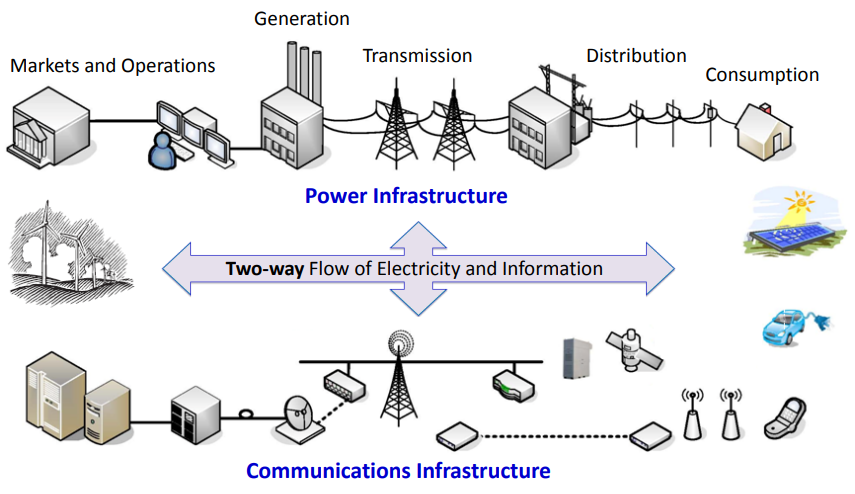 Generation
Markets and Operations
Transmission
Distribution
Consumption
Power Infrastructure
Two-way Flow of Electricity and Information
Communications Infrastructure